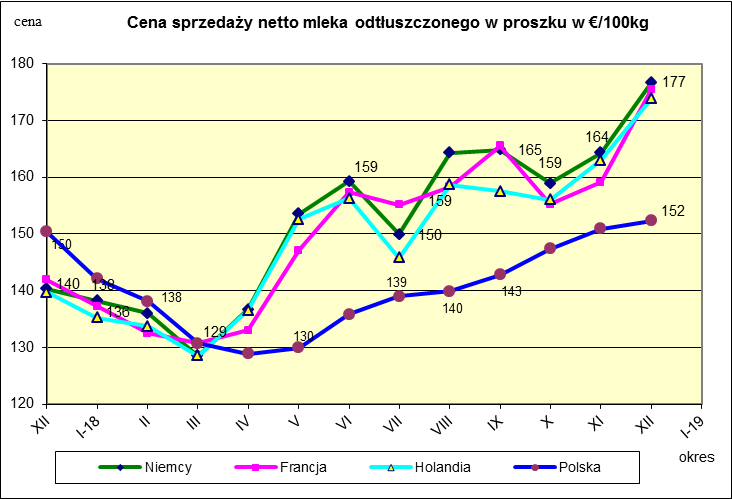 cena
Cena sprzedaży netto mleka odtłuszczonego w proszku w €/100kg
180
170
160
150
140
130
120
177
164
165
159
159
159
150
152
150
140
138
136
138
129
130
139
140
143
XII
I-18
II
III
IV
V
VI
VII
VIII
IX
X
XI
XII
I-19
okres
Niemcy Francja Holandia Polska